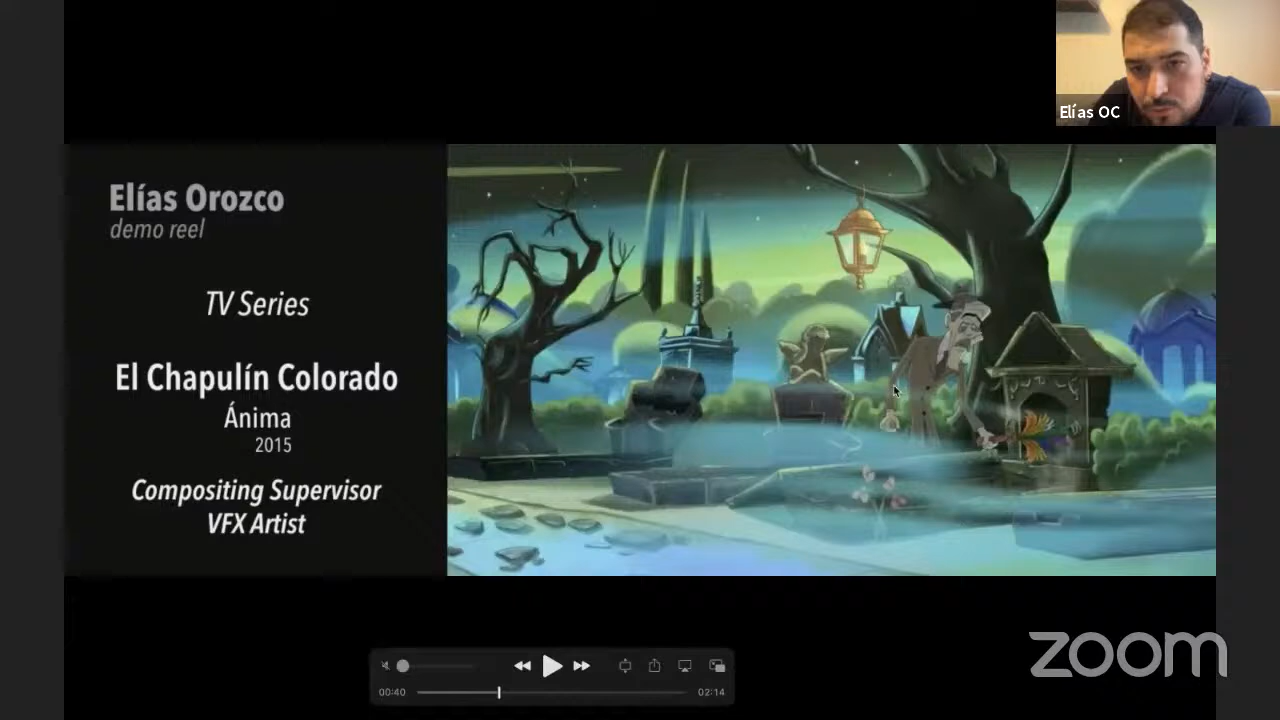 Elías OC
Elías Orozco
demo reel
TV Series
El Chapulín Colorado
Ánima
2015
Compositing Supervisor
VFX Artist
00:40
02:14
zoom